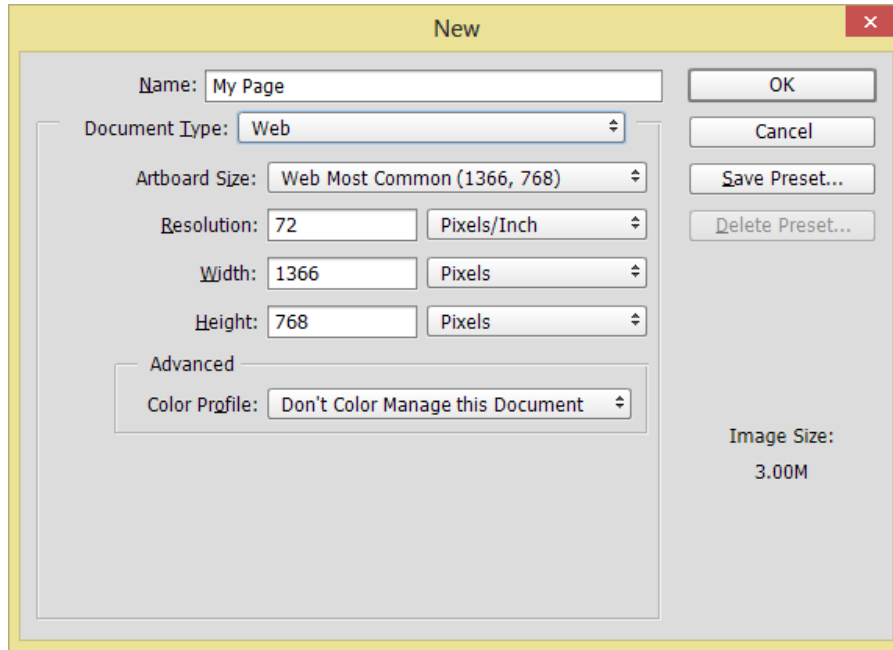 New
Name: My Page
OK
Document Type: Web
Cancel
Artboard Size: Web Most Common (1366, 768)
Save Preset...
Resolution: 72 Pixels/Inch
Delete Preset...
Width: 1366 Pixels
Height: 768 Pixels
Advanced
Color Profile: Don't Color Manage this Document
Image Size:
3.00M